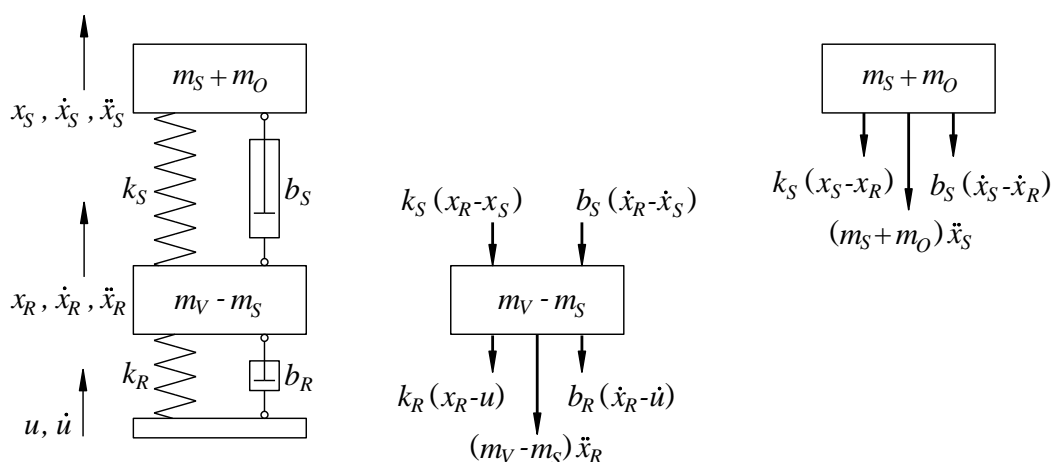 m_S + m_O
x_S , ẋ_S , ẍ_S
k_S
b_S
x_R , ẋ_R , ẍ_R
m_V - m_S
k_R
b_R
u, u̇
k_S (x_R - x_S)
b_S (ẋ_R - ẋ_S)
m_V - m_S
k_R (x_R - u)
b_R (ẋ_R - u̇)
(m_V - m_S) ẍ_R
m_S + m_O
k_S (x_S - x_R)
b_S (ẋ_S - ẋ_R)
(m_S + m_O) ẍ_S